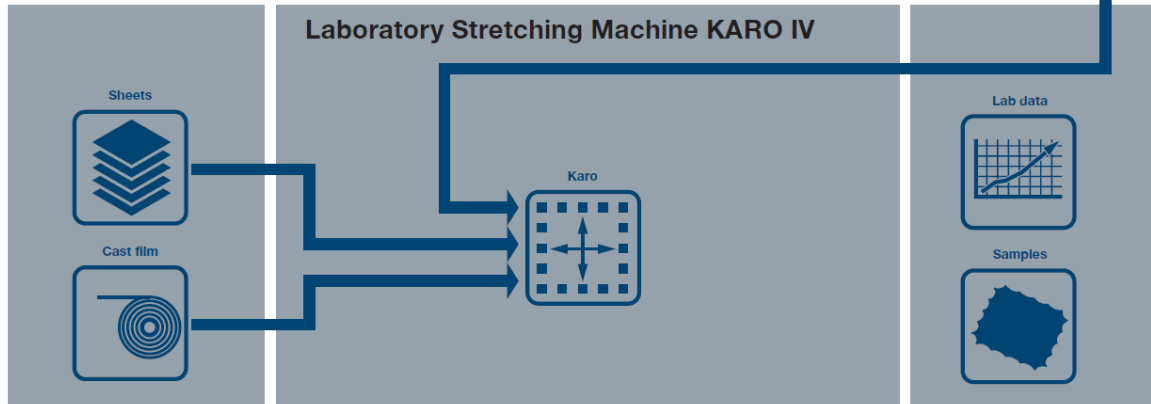 Laboratory Stretching Machine KARO IV
Sheets
Cast film
Karo
Lab data
Samples